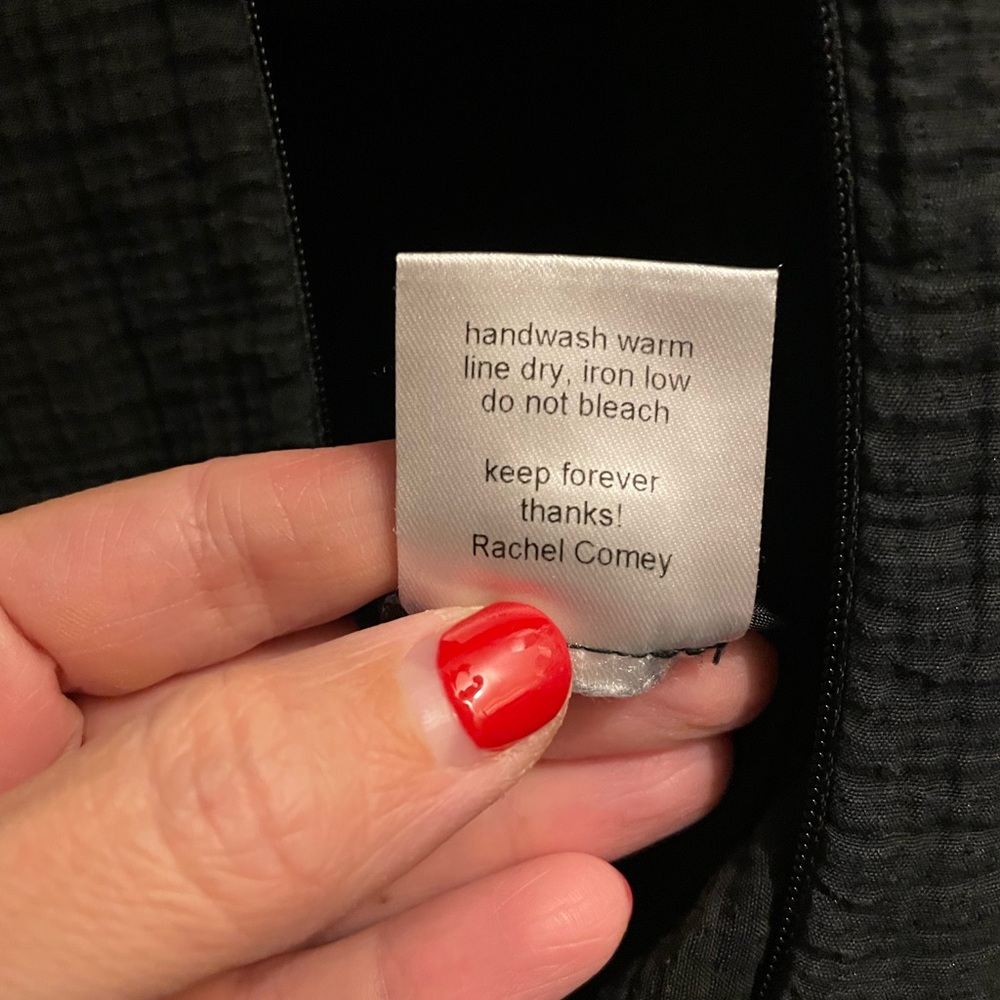 handwash warm
line dry, iron low
do not bleach
keep forever
thanks!
Rachel Comey